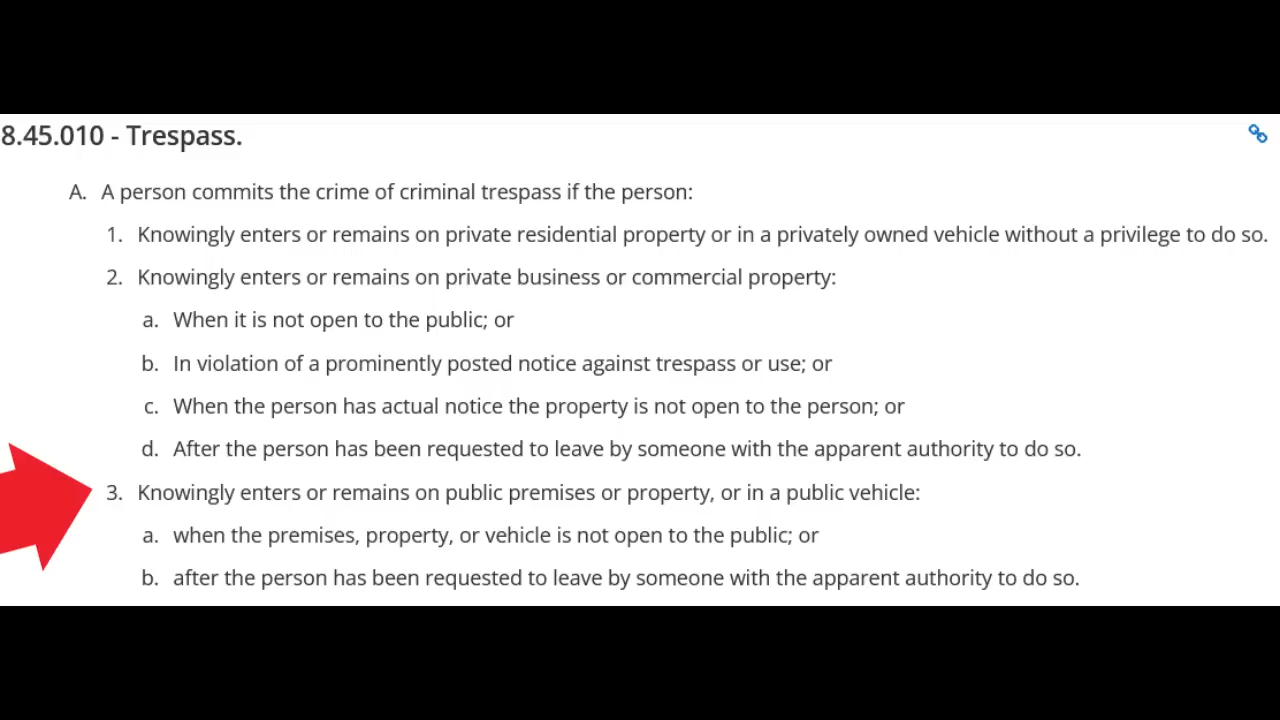 8.45.010 - Trespass.
A. A person commits the crime of criminal trespass if the person:
1. Knowingly enters or remains on private residential property or in a privately owned vehicle without a privilege to do so.
2. Knowingly enters or remains on private business or commercial property:
a. When it is not open to the public; or
b. In violation of a prominently posted notice against trespass or use; or
c. When the person has actual notice the property is not open to the person; or
d. After the person has been requested to leave by someone with the apparent authority to do so.
3. Knowingly enters or remains on public premises or property, or in a public vehicle:
a. when the premises, property, or vehicle is not open to the public; or
b. after the person has been requested to leave by someone with the apparent authority to do so.